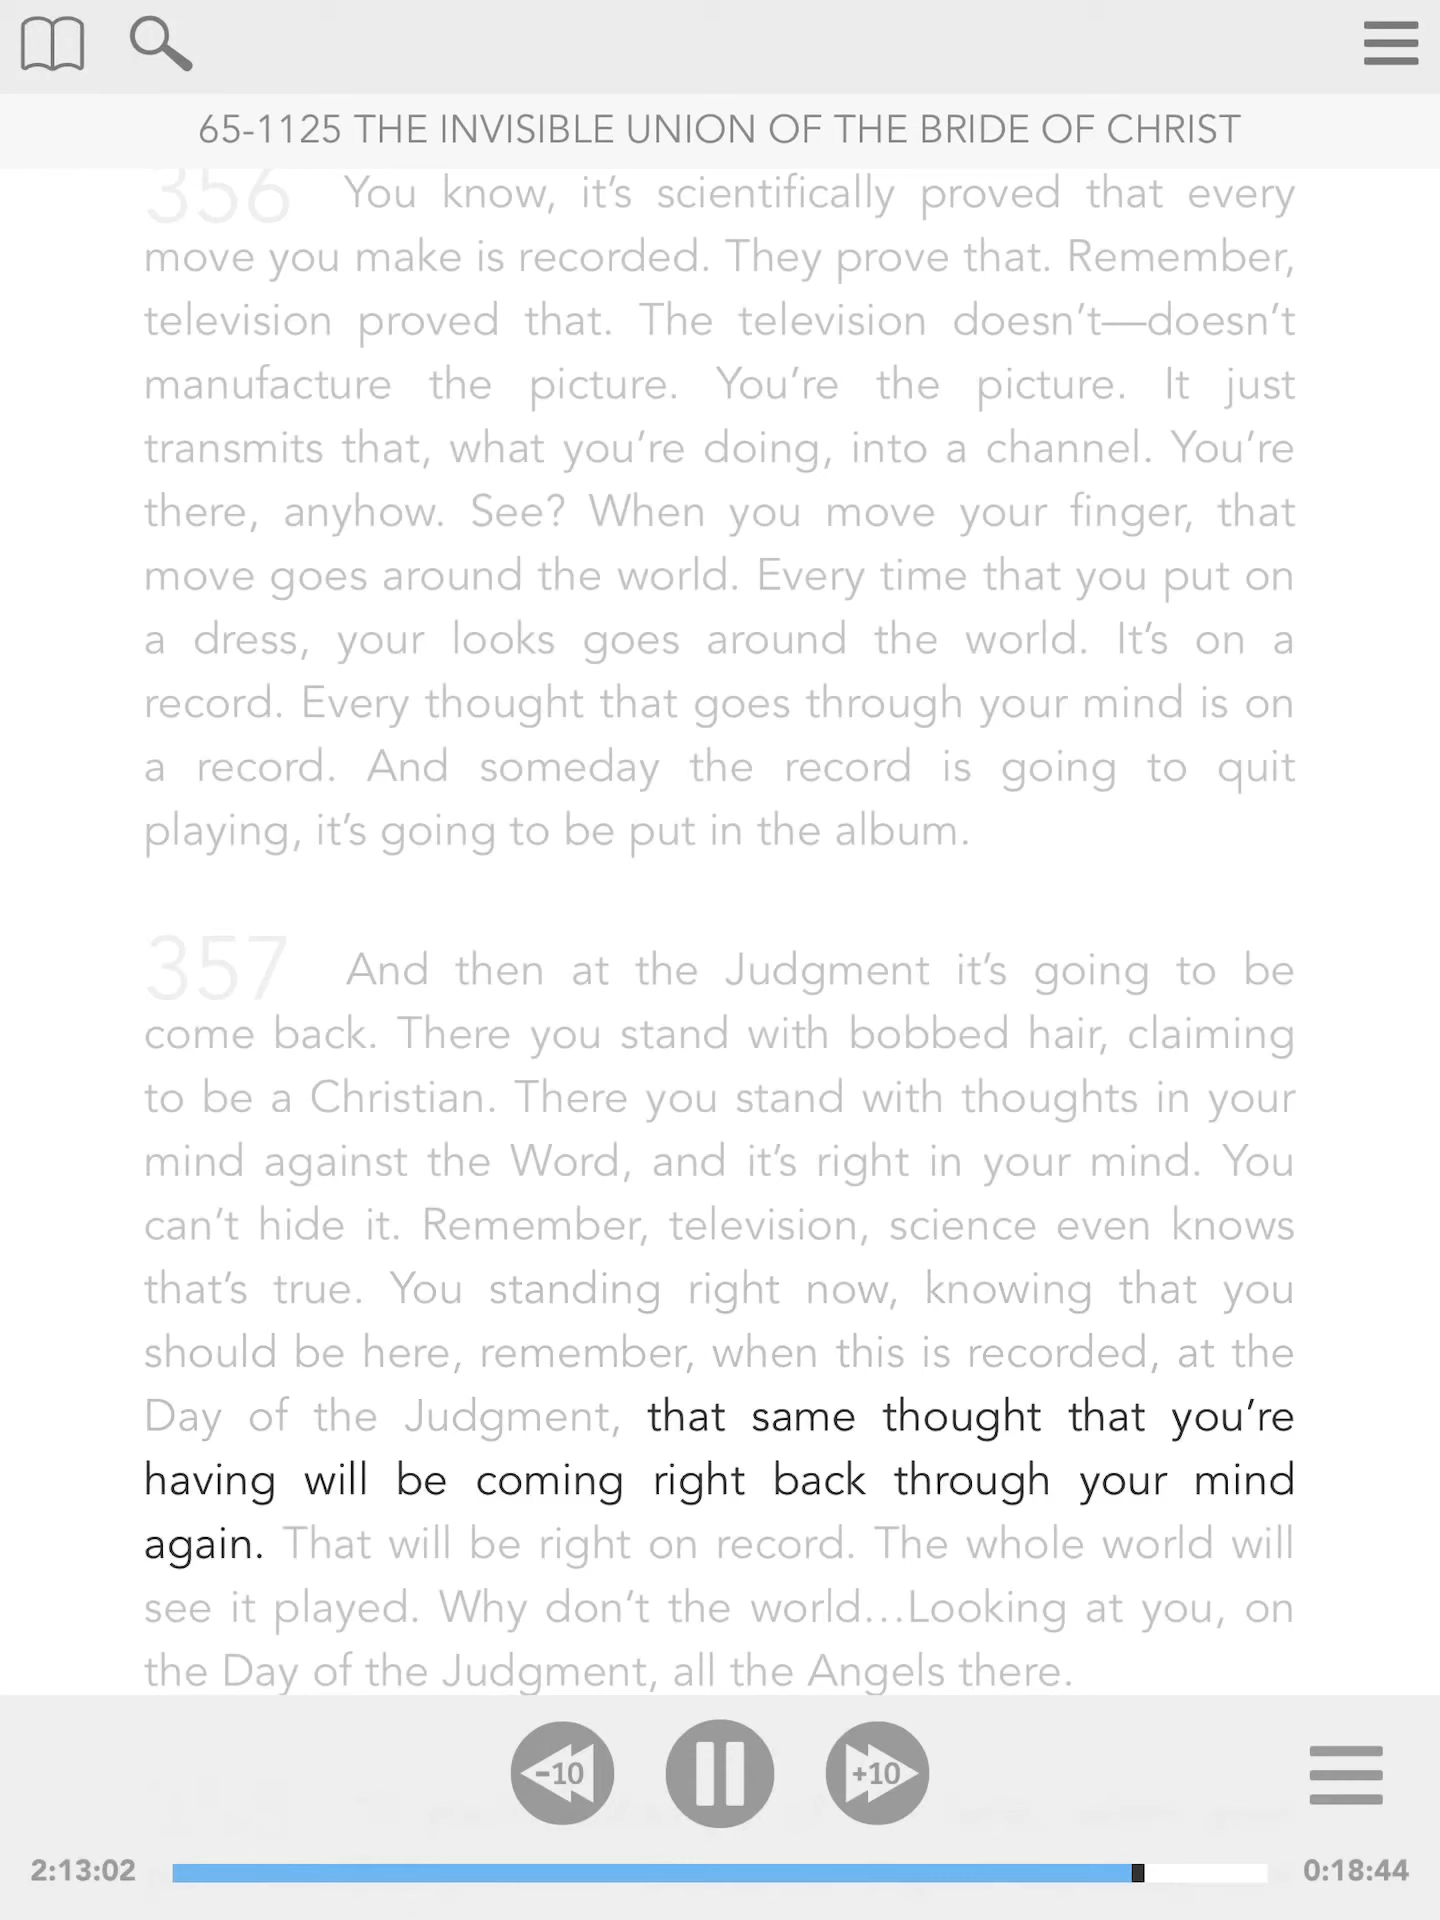 65-1125 THE INVISIBLE UNION OF THE BRIDE OF CHRIST
356 You know, it’s scientifically proved that every
move you make is recorded. They prove that. Remember,
television proved that. The television doesn’t—doesn’t
manufacture the picture. You’re the picture. It just
transmits that, what you’re doing, into a channel. You’re
there, anyhow. See? When you move your finger, that
move goes around the world. Every time that you put on
a dress, your looks goes around the world. It’s on a
record. Every thought that goes through your mind is on
a record. And someday the record is going to quit
playing, it’s going to be put in the album.
357 And then at the Judgment it’s going to be
come back. There you stand with bobbed hair, claiming
to be a Christian. There you stand with thoughts in your
mind against the Word, and it’s right in your mind. You
can’t hide it. Remember, television, science even knows
that’s true. You standing right now, knowing that you
should be here, remember, when this is recorded, at the
Day of the Judgment, that same thought that you’re
having will be coming right back through your mind
again. That will be right on record. The whole world will
see it played. Why don’t the world…Looking at you, on
the Day of the Judgment, all the Angels there.
-10 +10
2:13:02 0:18:44